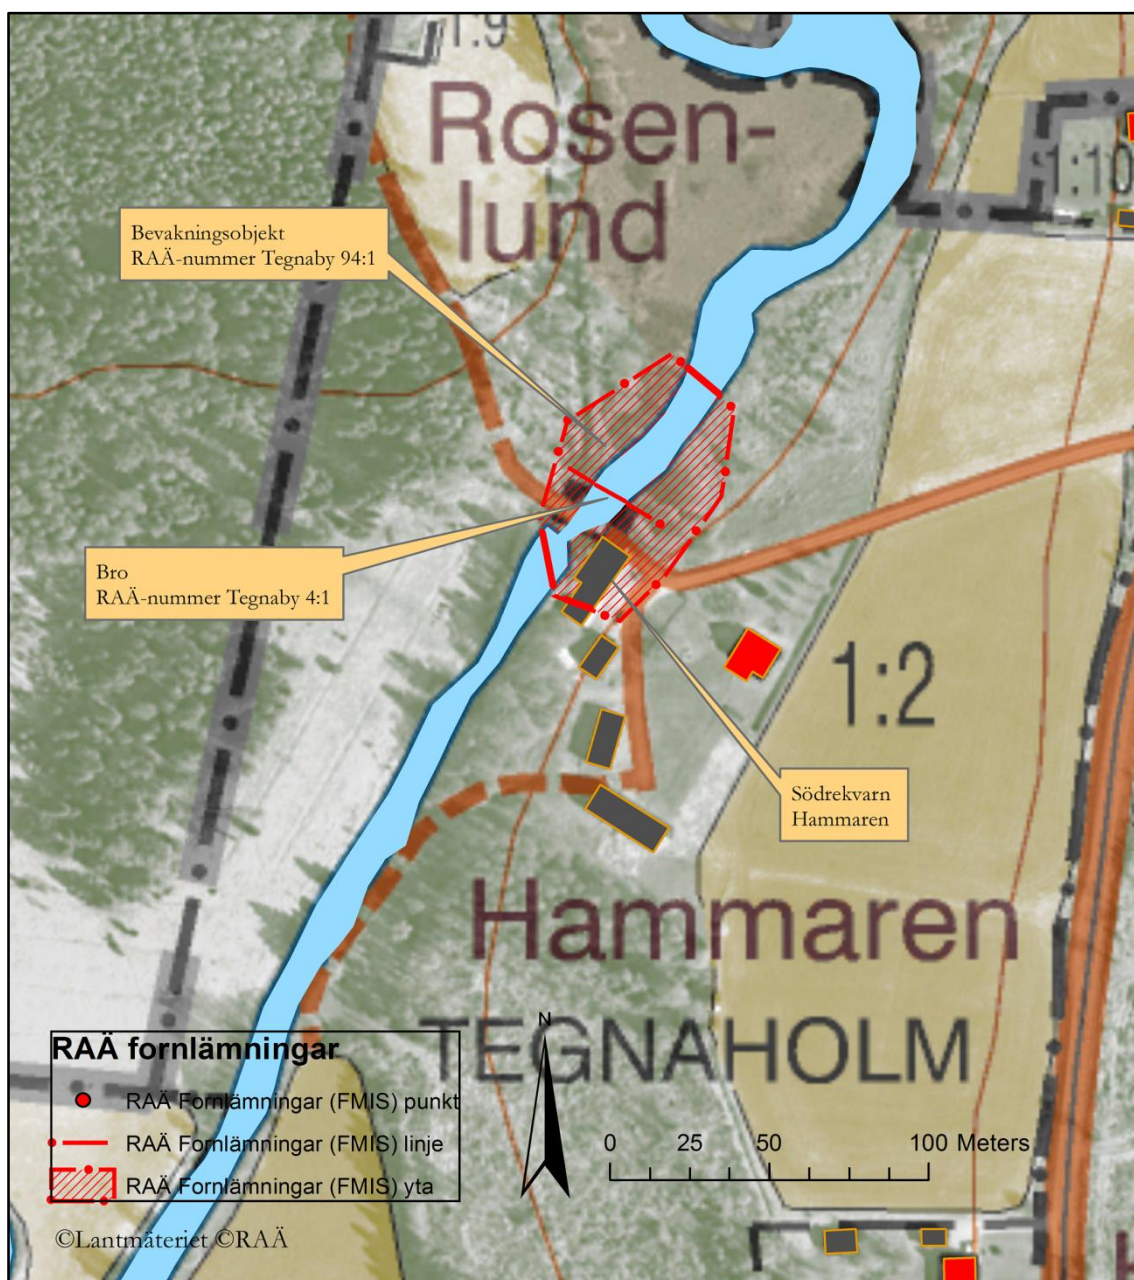 1:9
Rosen-
lund
1:10
Bevakningsobjekt
RAÄ-nummer Tegnaby 94:1
Bro
RAÄ-nummer Tegnaby 4:1
1:2
Södrekvarn
Hammaren
Hammaren
TEGNAHOLM
N
0 25 50 100 Meters
RAÄ fornlämningar
RAÄ Fornlämningar (FMIS) punkt
RAÄ Fornlämningar (FMIS) linje
RAÄ Fornlämningar (FMIS) yta
©Lantmäteriet ©RAÄ